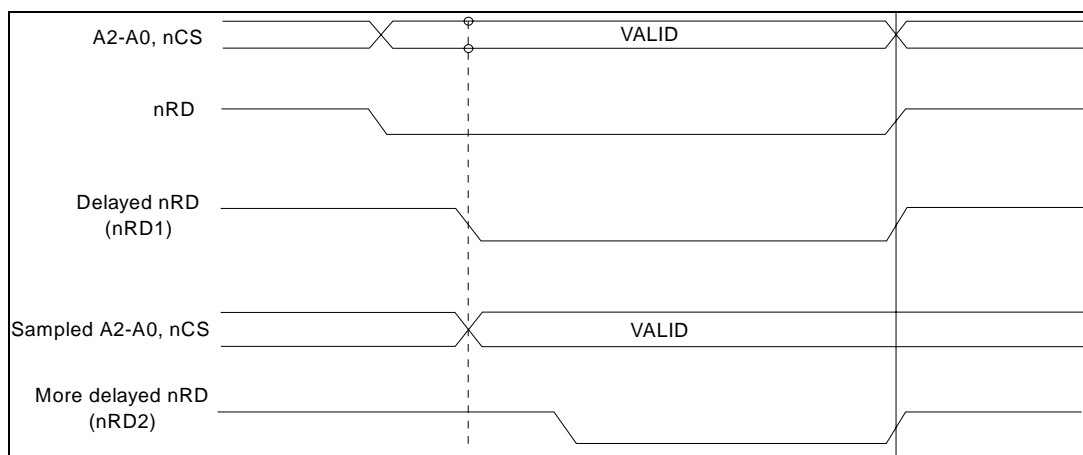 A2-A0, nCS
VALID
nRD
Delayed nRD
(nRD1)
Sampled A2-A0, nCS
VALID
More delayed nRD
(nRD2)